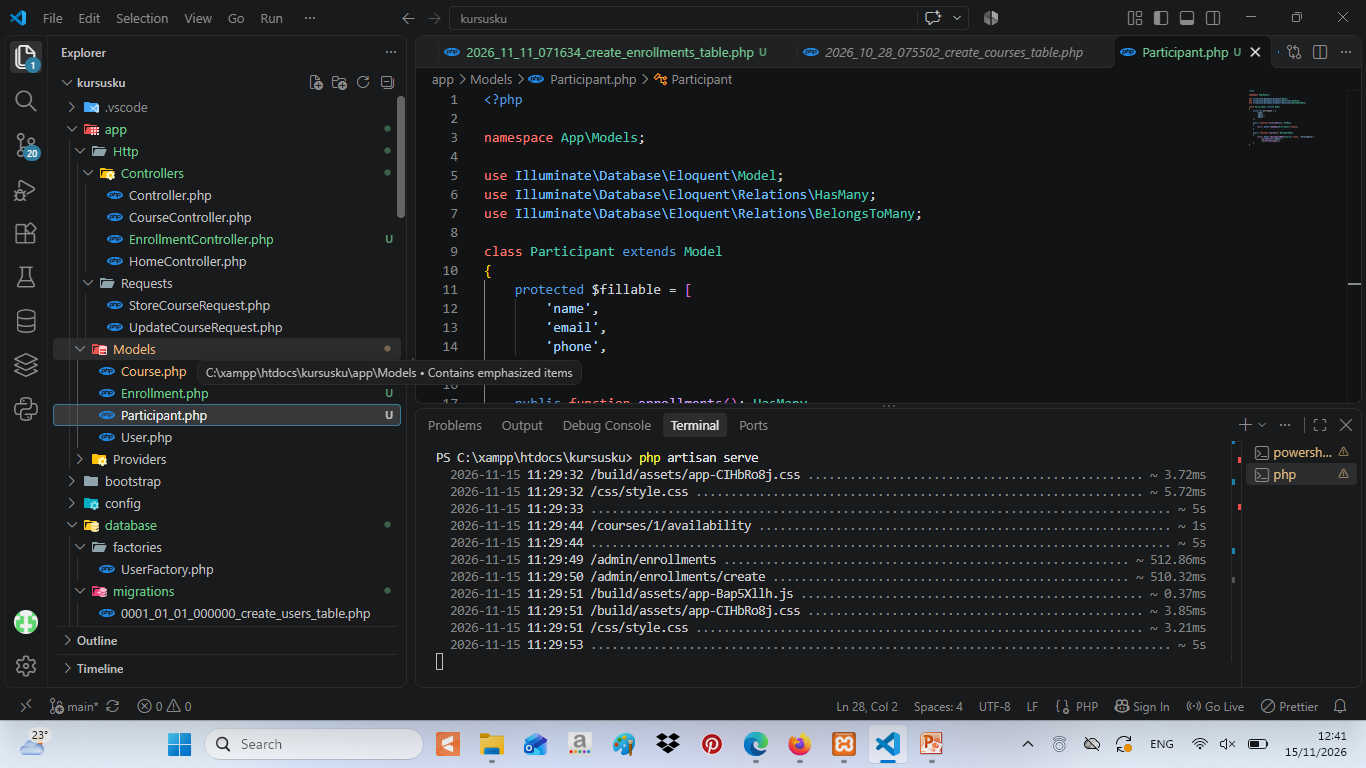 File Edit Selection View Go Run ··· kursusku
Explorer ···
kursusku
.vscode
app
Http
Controllers
Controller.php
CourseController.php
EnrollmentController.php U
HomeController.php
Requests
StoreCourseRequest.php
UpdateCourseRequest.php
Models
Course.php
Enrollment.php U
Participant.php U
User.php
Providers
bootstrap
config
database
factories
UserFactory.php
migrations
0001_01_01_000000_create_users_table.php
Outline
Timeline
1
20
2026_11_11_071634_create_enrollments_table.php U 2026_10_28_075502_create_courses_table.php Participant.php U
app > Models > Participant.php > Participant
1 <?php
2
3 namespace App\Models;
4
5 use Illuminate\Database\Eloquent\Model;
6 use Illuminate\Database\Eloquent\Relations\HasMany;
7 use Illuminate\Database\Eloquent\Relations\BelongsToMany;
8
9 class Participant extends Model
10 {
11 protected $fillable = [
12 'name',
13 'email',
14 'phone',
C:\xampp\htdocs\kursusku\app\Models • Contains emphasized items
16
17 public function enrollments(): HasMany
Problems Output Debug Console Terminal Ports
PS C:\xampp\htdocs\kursusku> php artisan serve
2026-11-15 11:29:32 /build/assets/app-CIHbRo8j.css ~ 3.72ms
2026-11-15 11:29:32 /css/style.css ~ 5.72ms
2026-11-15 11:29:33 ~ 5s
2026-11-15 11:29:44 /courses/1/availability ~ 1s
2026-11-15 11:29:44 ~ 5s
2026-11-15 11:29:49 /admin/enrollments ~ 512.86ms
2026-11-15 11:29:50 /admin/enrollments/create ~ 510.32ms
2026-11-15 11:29:51 /build/assets/app-Bap5Xllh.js ~ 0.37ms
2026-11-15 11:29:51 /build/assets/app-CIHbRo8j.css ~ 3.85ms
2026-11-15 11:29:51 /css/style.css ~ 3.21ms
2026-11-15 11:29:53 ~ 5s
powersh...
php
main* 0 0 Ln 28, Col 2 Spaces: 4 UTF-8 LF PHP Sign In Go Live Prettier
23° Search ENG 12:41
15/11/2026